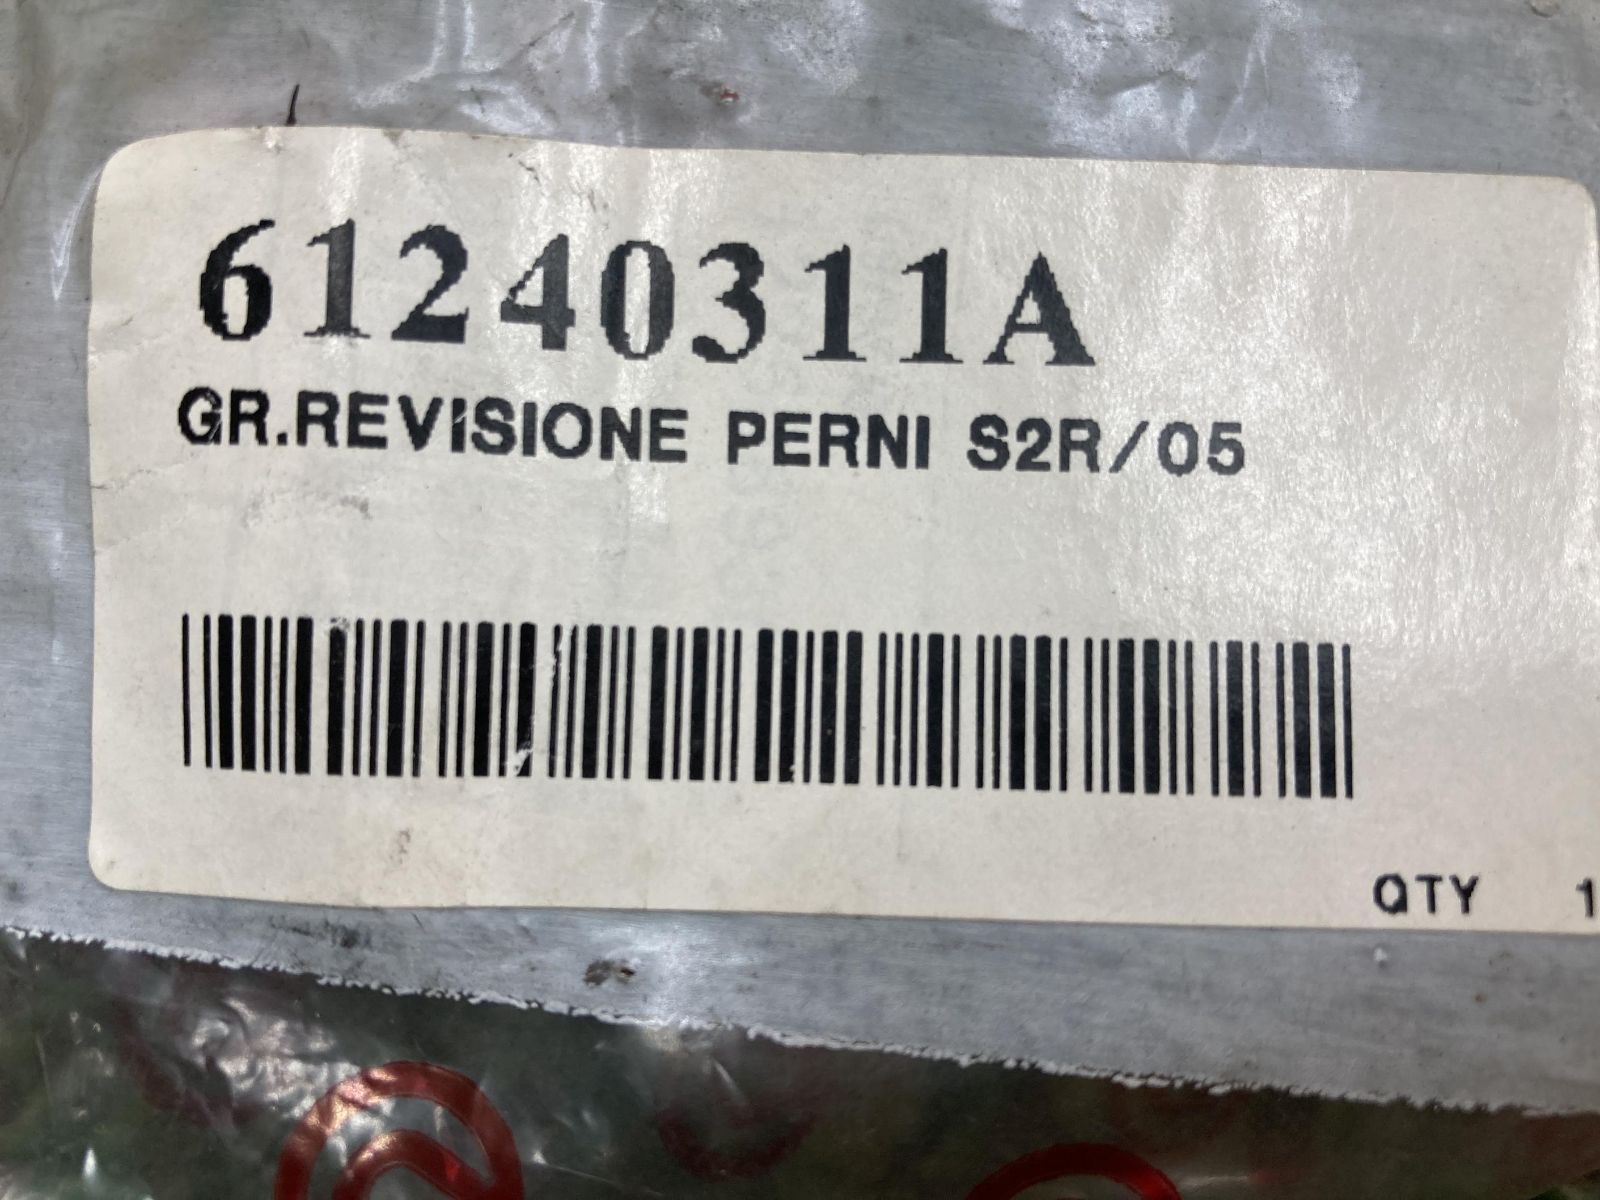 61240311A
GR.REVISIONE PERNI S2R/05
QTY 1